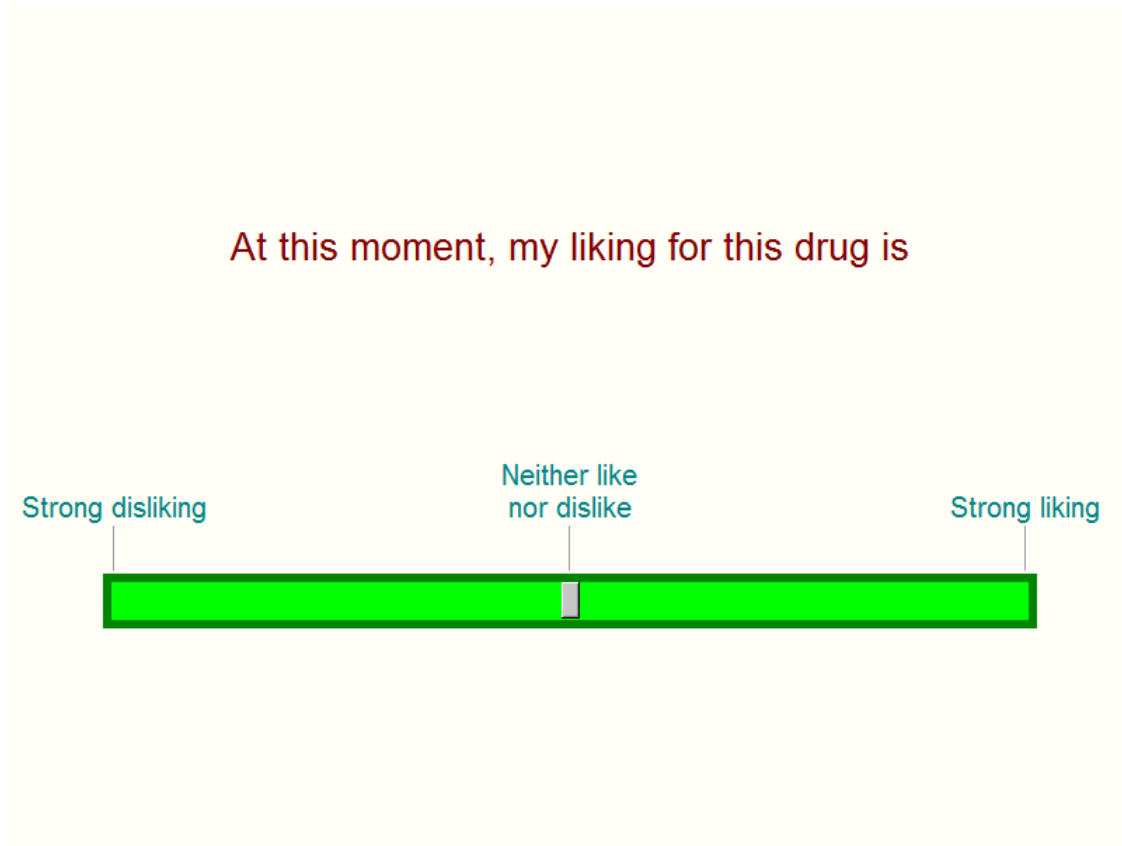 At this moment, my liking for this drug is
Neither like
nor dislike
Strong disliking
Strong liking